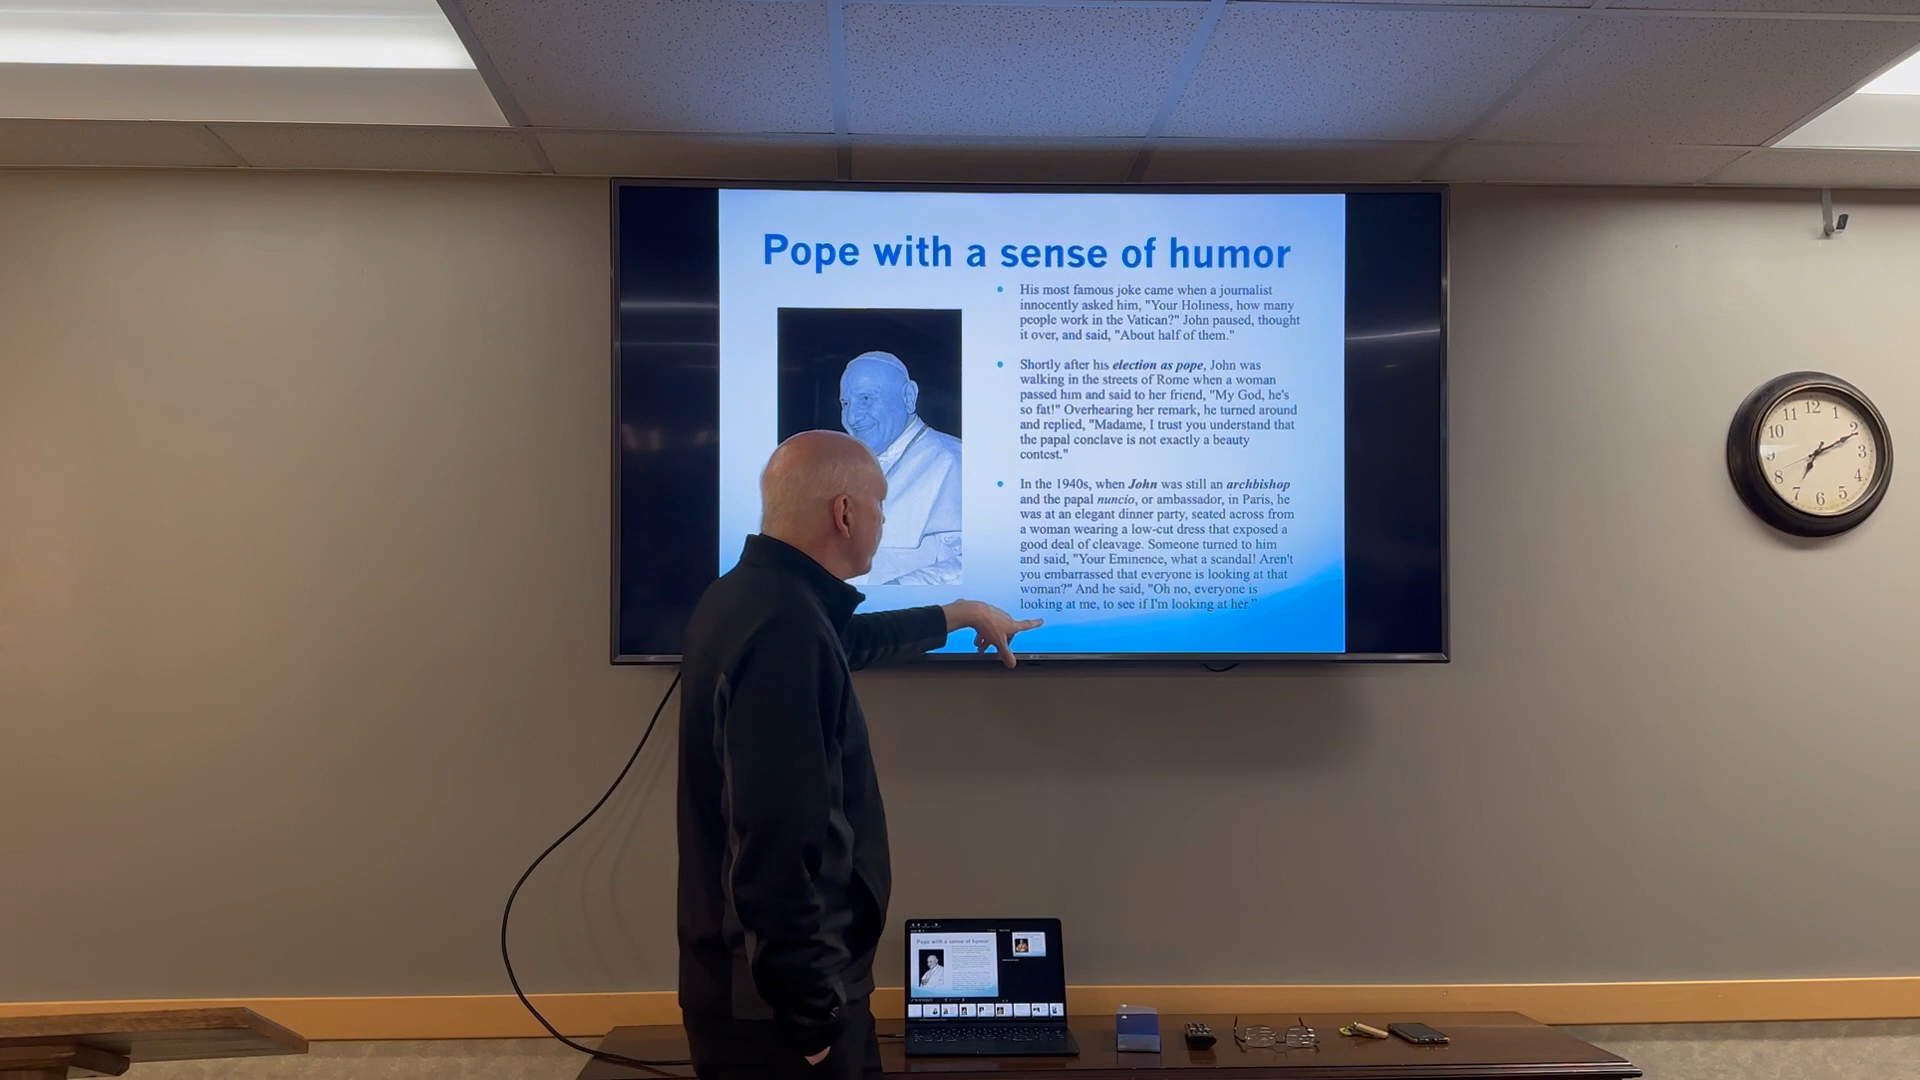 Pope with a sense of humor
• His most famous joke came when a journalist
innocently asked him, "Your Holiness, how many
people work in the Vatican?" John paused, thought
it over, and said, "About half of them."
• Shortly after his election as pope, John was
walking in the streets of Rome when a woman
passed him and said to her friend, "My God, he's
so fat!" Overhearing her remark, he turned around
and replied, "Madame, I trust you understand that
the papal conclave is not exactly a beauty
contest."
• In the 1940s, when John was still an archbishop
and the papal nuncio, or ambassador, in Paris, he
was at an elegant dinner party, seated across from
a woman wearing a low-cut dress that exposed a
good deal of cleavage. Someone turned to him
and said, "Your Eminence, what a scandal! Aren't
you embarrassed that everyone is looking at that
woman?" And he said, "Oh no, everyone is
looking at me, to see if I'm looking at her."
12
1
2
3
4
5
6
7
8
9
10
11
Pope with a sense of humor